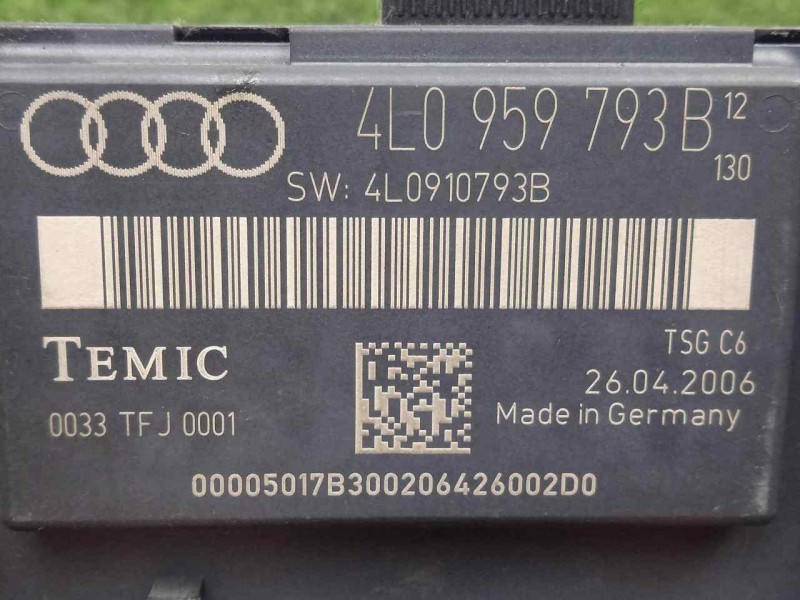 4L0 959 793B 12
130
SW: 4L0910793B
TEMIC
TSG C6
26.04.2006
0033 TFJ 0001
Made in Germany
00005017B300206426002D0